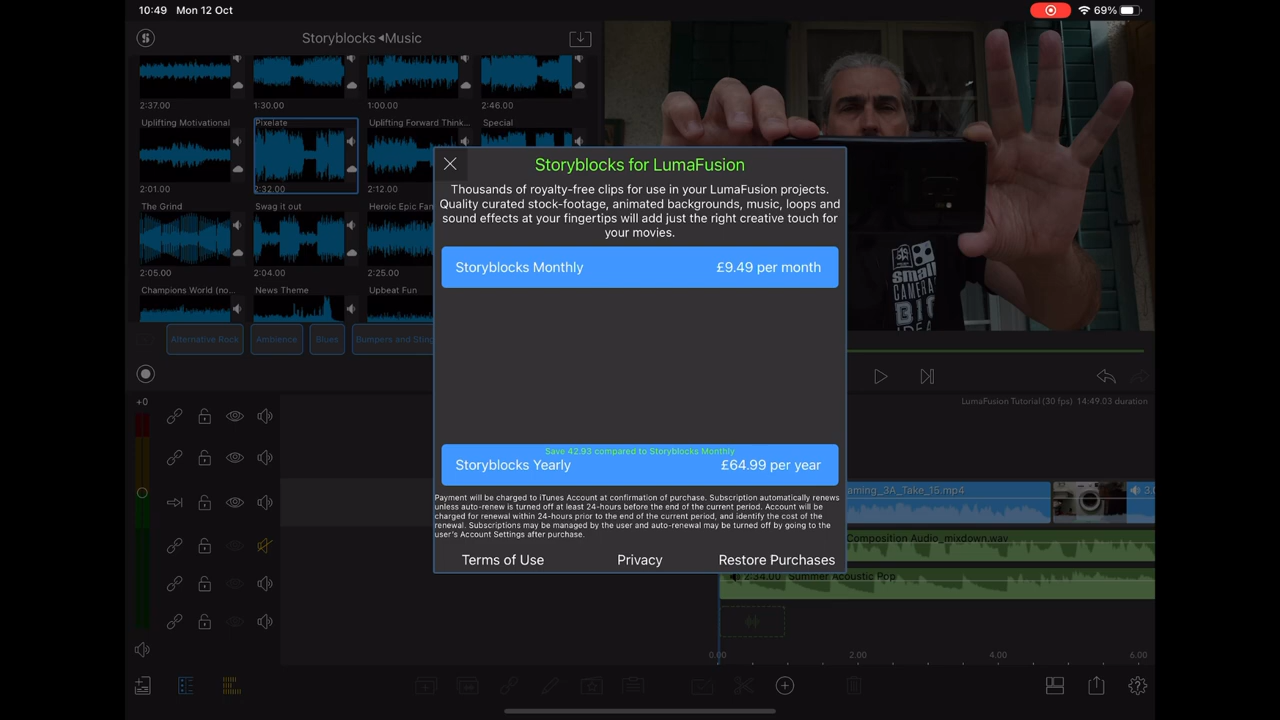 10:49 Mon 12 Oct
69%
Storyblocks ◂Music
2:37.00
1:30.00
1:00.00
2:46.00
Uplifting Motivational
Pixelate
Uplifting Forward Think...
Special
2:01.00
2:32.00
2:12.00
The Grind
Swag it out
Heroic Epic Fan
2:05.00
2:04.00
2:25.00
Champions World (no...
News Theme
Upbeat Fun
Alternative Rock
Ambience
Blues
Bumpers and Sting
Storyblocks for LumaFusion
Thousands of royalty-free clips for use in your LumaFusion projects.
Quality curated stock-footage, animated backgrounds, music, loops and
sound effects at your fingertips will add just the right creative touch for
your movies.
Storyblocks Monthly £9.49 per month
Save 42.93 compared to Storyblocks Monthly
Storyblocks Yearly £64.99 per year
Payment will be charged to iTunes Account at confirmation of purchase. Subscription automatically renews
unless auto-renew is turned off at least 24-hours before the end of the current period. Account will be
charged for renewal within 24-hours prior to the end of the current period, and identify the cost of the
renewal. Subscriptions may be managed by the user and auto-renewal may be turned off by going to the
user's Account Settings after purchase.
Terms of Use Privacy Restore Purchases
small
CAMERA
BIG
IDEA
+0
LumaFusion Tutorial (30 fps) 14:49.03 duration
aming_3A_Take_15.mp4
3.0
Composition Audio_mixdown.wav
2:34.00 Summer Acoustic Pop
0.00
2.00
4.00
6.00